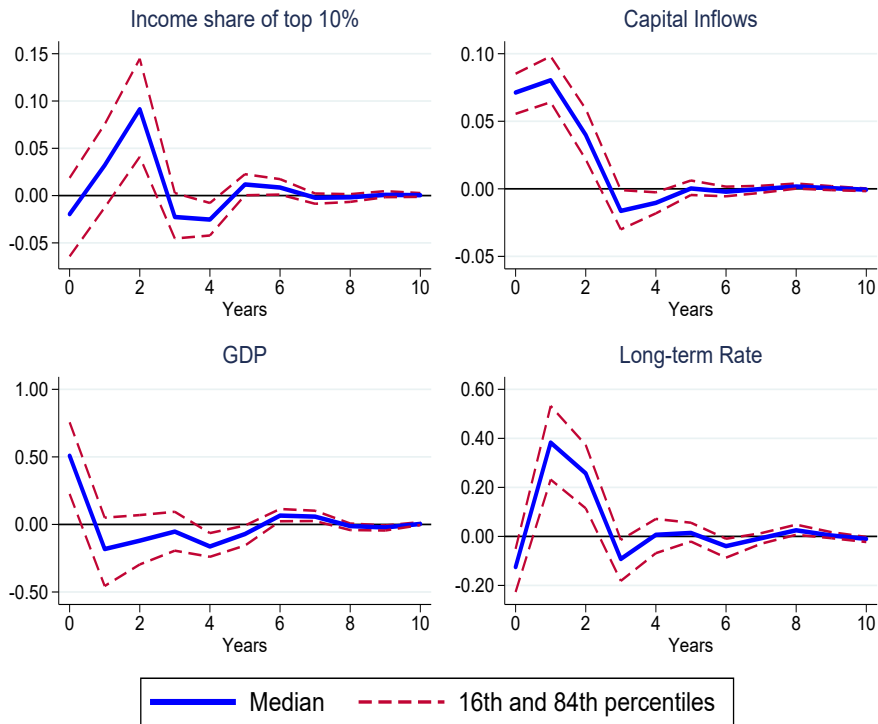 Income share of top 10%
0.15
0.10
0.05
0.00
-0.05
0 2 4 6 8 10
Years
Capital Inflows
0.10
0.05
0.00
-0.05
0 2 4 6 8 10
Years
GDP
1.00
0.50
0.00
-0.50
0 2 4 6 8 10
Years
Long-term Rate
0.60
0.40
0.20
0.00
-0.20
0 2 4 6 8 10
Years
Median 16th and 84th percentiles